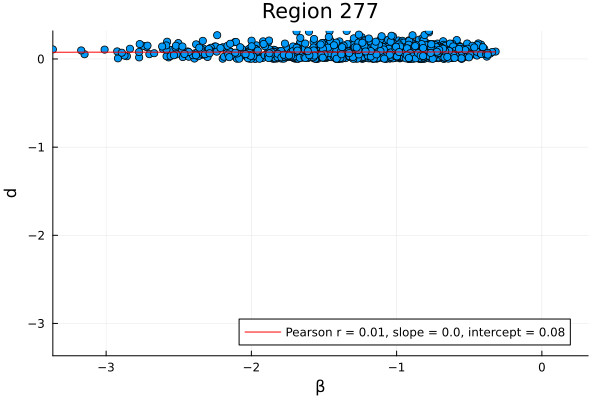 Region 277
0
−1
−2
−3
d
Pearson r = 0.01, slope = 0.0, intercept = 0.08
−3
−2
−1
0
β